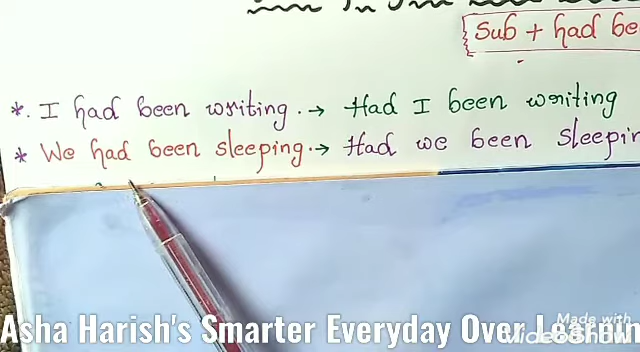 Sub + had be
*. I had been writing. → Had I been writing
* We had been sleeping. → Had we been sleepin
Asha Harish's Smarter Everyday Over Learnin
Made with
VideoShow